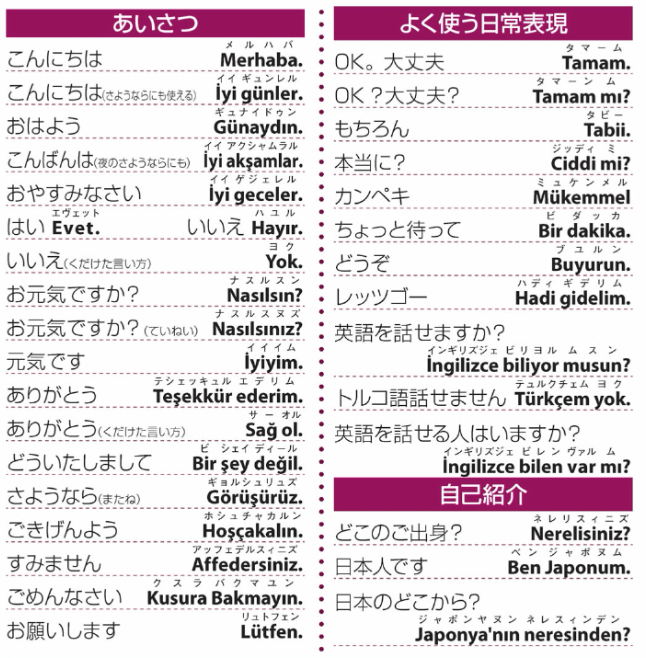 あいさつ
メルハバ
こんにちは Merhaba.
イイ ギュンレル
こんにちは(さようならにも使える) İyi günler.
ギュナイドゥン
おはよう Günaydın.
イイ アクシャムラル
こんばんは(夜のさようならにも) İyi akşamlar.
イイ ゲジェレル
おやすみなさい İyi geceler.
エヴェット ハユル
はい Evet. いいえ Hayır.
ヨク
いいえ(くだけた言い方) Yok.
ナスルスン
お元気ですか? Nasılsın?
ナスルスヌズ
お元気ですか?(ていねい) Nasılsınız?
イイイム
元気です İyiyim.
テシェッキュル エデリム
ありがとう Teşekkür ederim.
サー オル
ありがとう(くだけた言い方) Sağ ol.
ビ シェイ ディール
どういたしまして Bir şey değil.
ギョルシュリュズ
さようなら(またね) Görüşürüz.
ホシュチャカルン
ごきげんよう Hoşçakalın.
アッフェデルスィニズ
すみません Affedersiniz.
クスラ バクマユン
ごめんなさい Kusura Bakmayın.
リュトフェン
お願いします Lütfen.
よく使う日常表現
タマーム
OK。大丈夫 Tamam.
タマーン ム
OK?大丈夫? Tamam mı?
タビー
もちろん Tabii.
ジッディ ミ
本当に? Ciddi mi?
ミュケンメル
カンペキ Mükemmel
ビ ダッカ
ちょっと待って Bir dakika.
ブユルン
どうぞ Buyurun.
ハディ ギデリム
レッツゴー Hadi gidelim.
英語を話せますか?
インギリズジェ ビリヨル ムスン
İngilizce biliyor musun?
テュルクチェム ヨク
トルコ語話せません Türkçem yok.
英語を話せる人はいますか?
インギリズジェ ビレン ヴァル ム
İngilizce bilen var mı?
自己紹介
ネレリスィニズ
どこのご出身? Nerelisiniz?
ベン ジャポヌム
日本人です Ben Japonum.
日本のどこから?
ジャポンヤヌン ネレスィンデン
Japonya'nın neresinden?